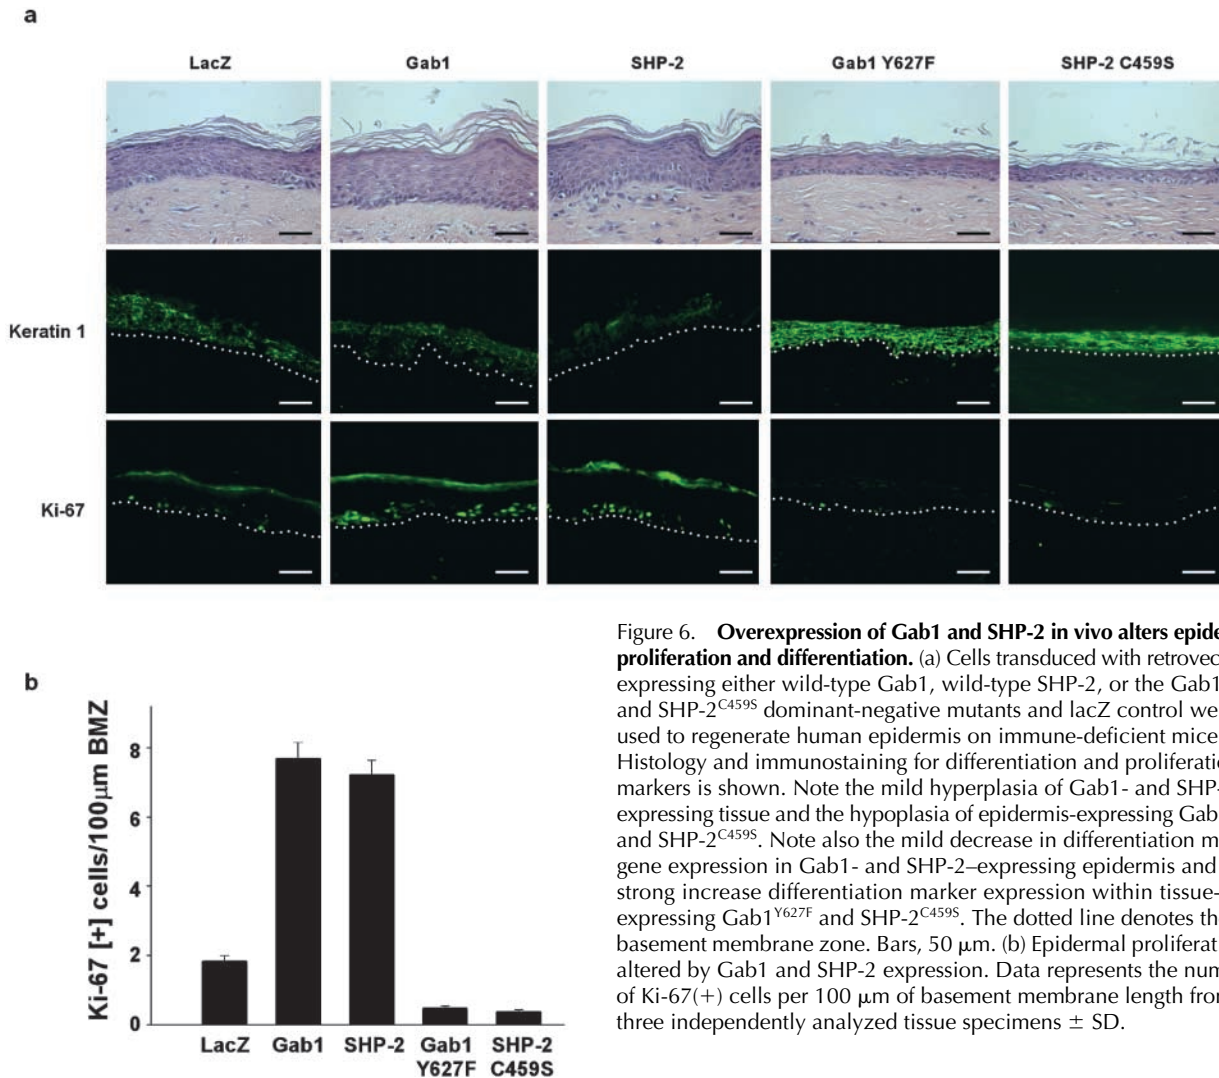 a
LacZ
Gab1
SHP-2
Gab1 Y627F
SHP-2 C459S
Keratin 1
Ki-67
b
Ki-67 [+] cells/100μm BMZ
8
6
4
2
0
LacZ
Gab1
SHP-2
Gab1
Y627F
SHP-2
C459S
Figure 6. Overexpression of Gab1 and SHP-2 in vivo alters epide
proliferation and differentiation. (a) Cells transduced with retrovec
expressing either wild-type Gab1, wild-type SHP-2, or the Gab1
and SHP-2C459S dominant-negative mutants and lacZ control we
used to regenerate human epidermis on immune-deficient mice
Histology and immunostaining for differentiation and proliferatio
markers is shown. Note the mild hyperplasia of Gab1- and SHP-
expressing tissue and the hypoplasia of epidermis-expressing Gab
and SHP-2C459S. Note also the mild decrease in differentiation m
gene expression in Gab1- and SHP-2–expressing epidermis and
strong increase differentiation marker expression within tissue-
expressing Gab1Y627F and SHP-2C459S. The dotted line denotes th
basement membrane zone. Bars, 50 μm. (b) Epidermal proliferat
altered by Gab1 and SHP-2 expression. Data represents the num
of Ki-67(+) cells per 100 μm of basement membrane length from
three independently analyzed tissue specimens ± SD.